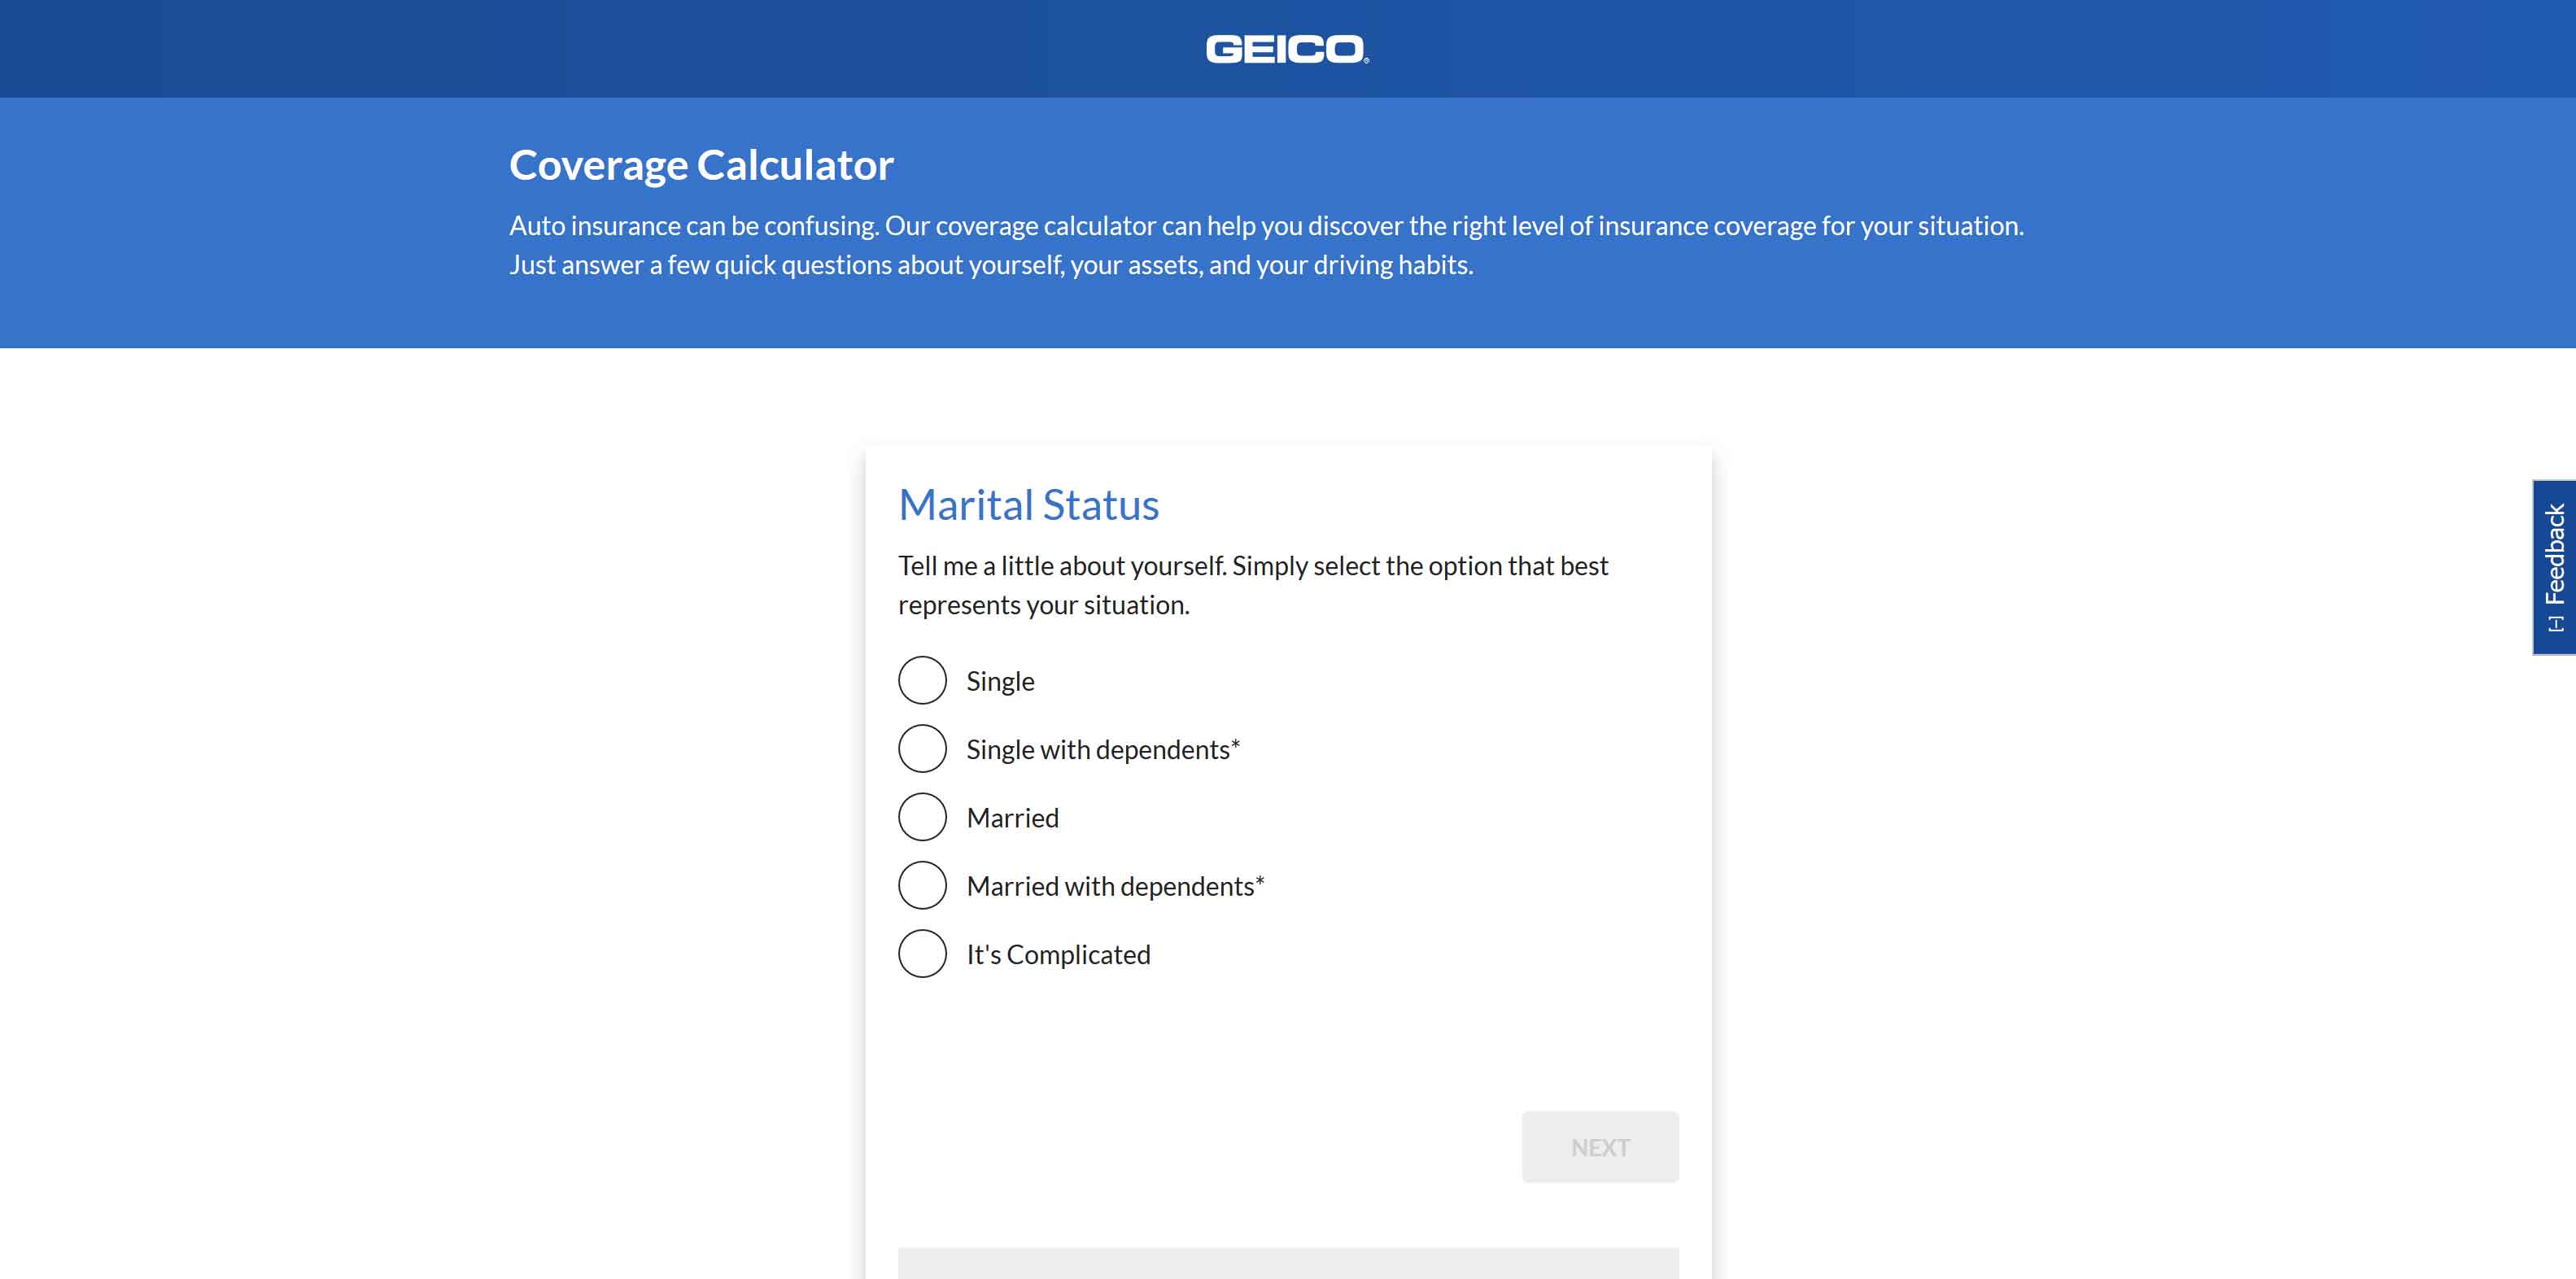 GEICO®
Coverage Calculator
Auto insurance can be confusing. Our coverage calculator can help you discover the right level of insurance coverage for your situation.
Just answer a few quick questions about yourself, your assets, and your driving habits.
Marital Status
Tell me a little about yourself. Simply select the option that best
represents your situation.
Single
Single with dependents*
Married
Married with dependents*
It's Complicated
NEXT
[-] Feedback